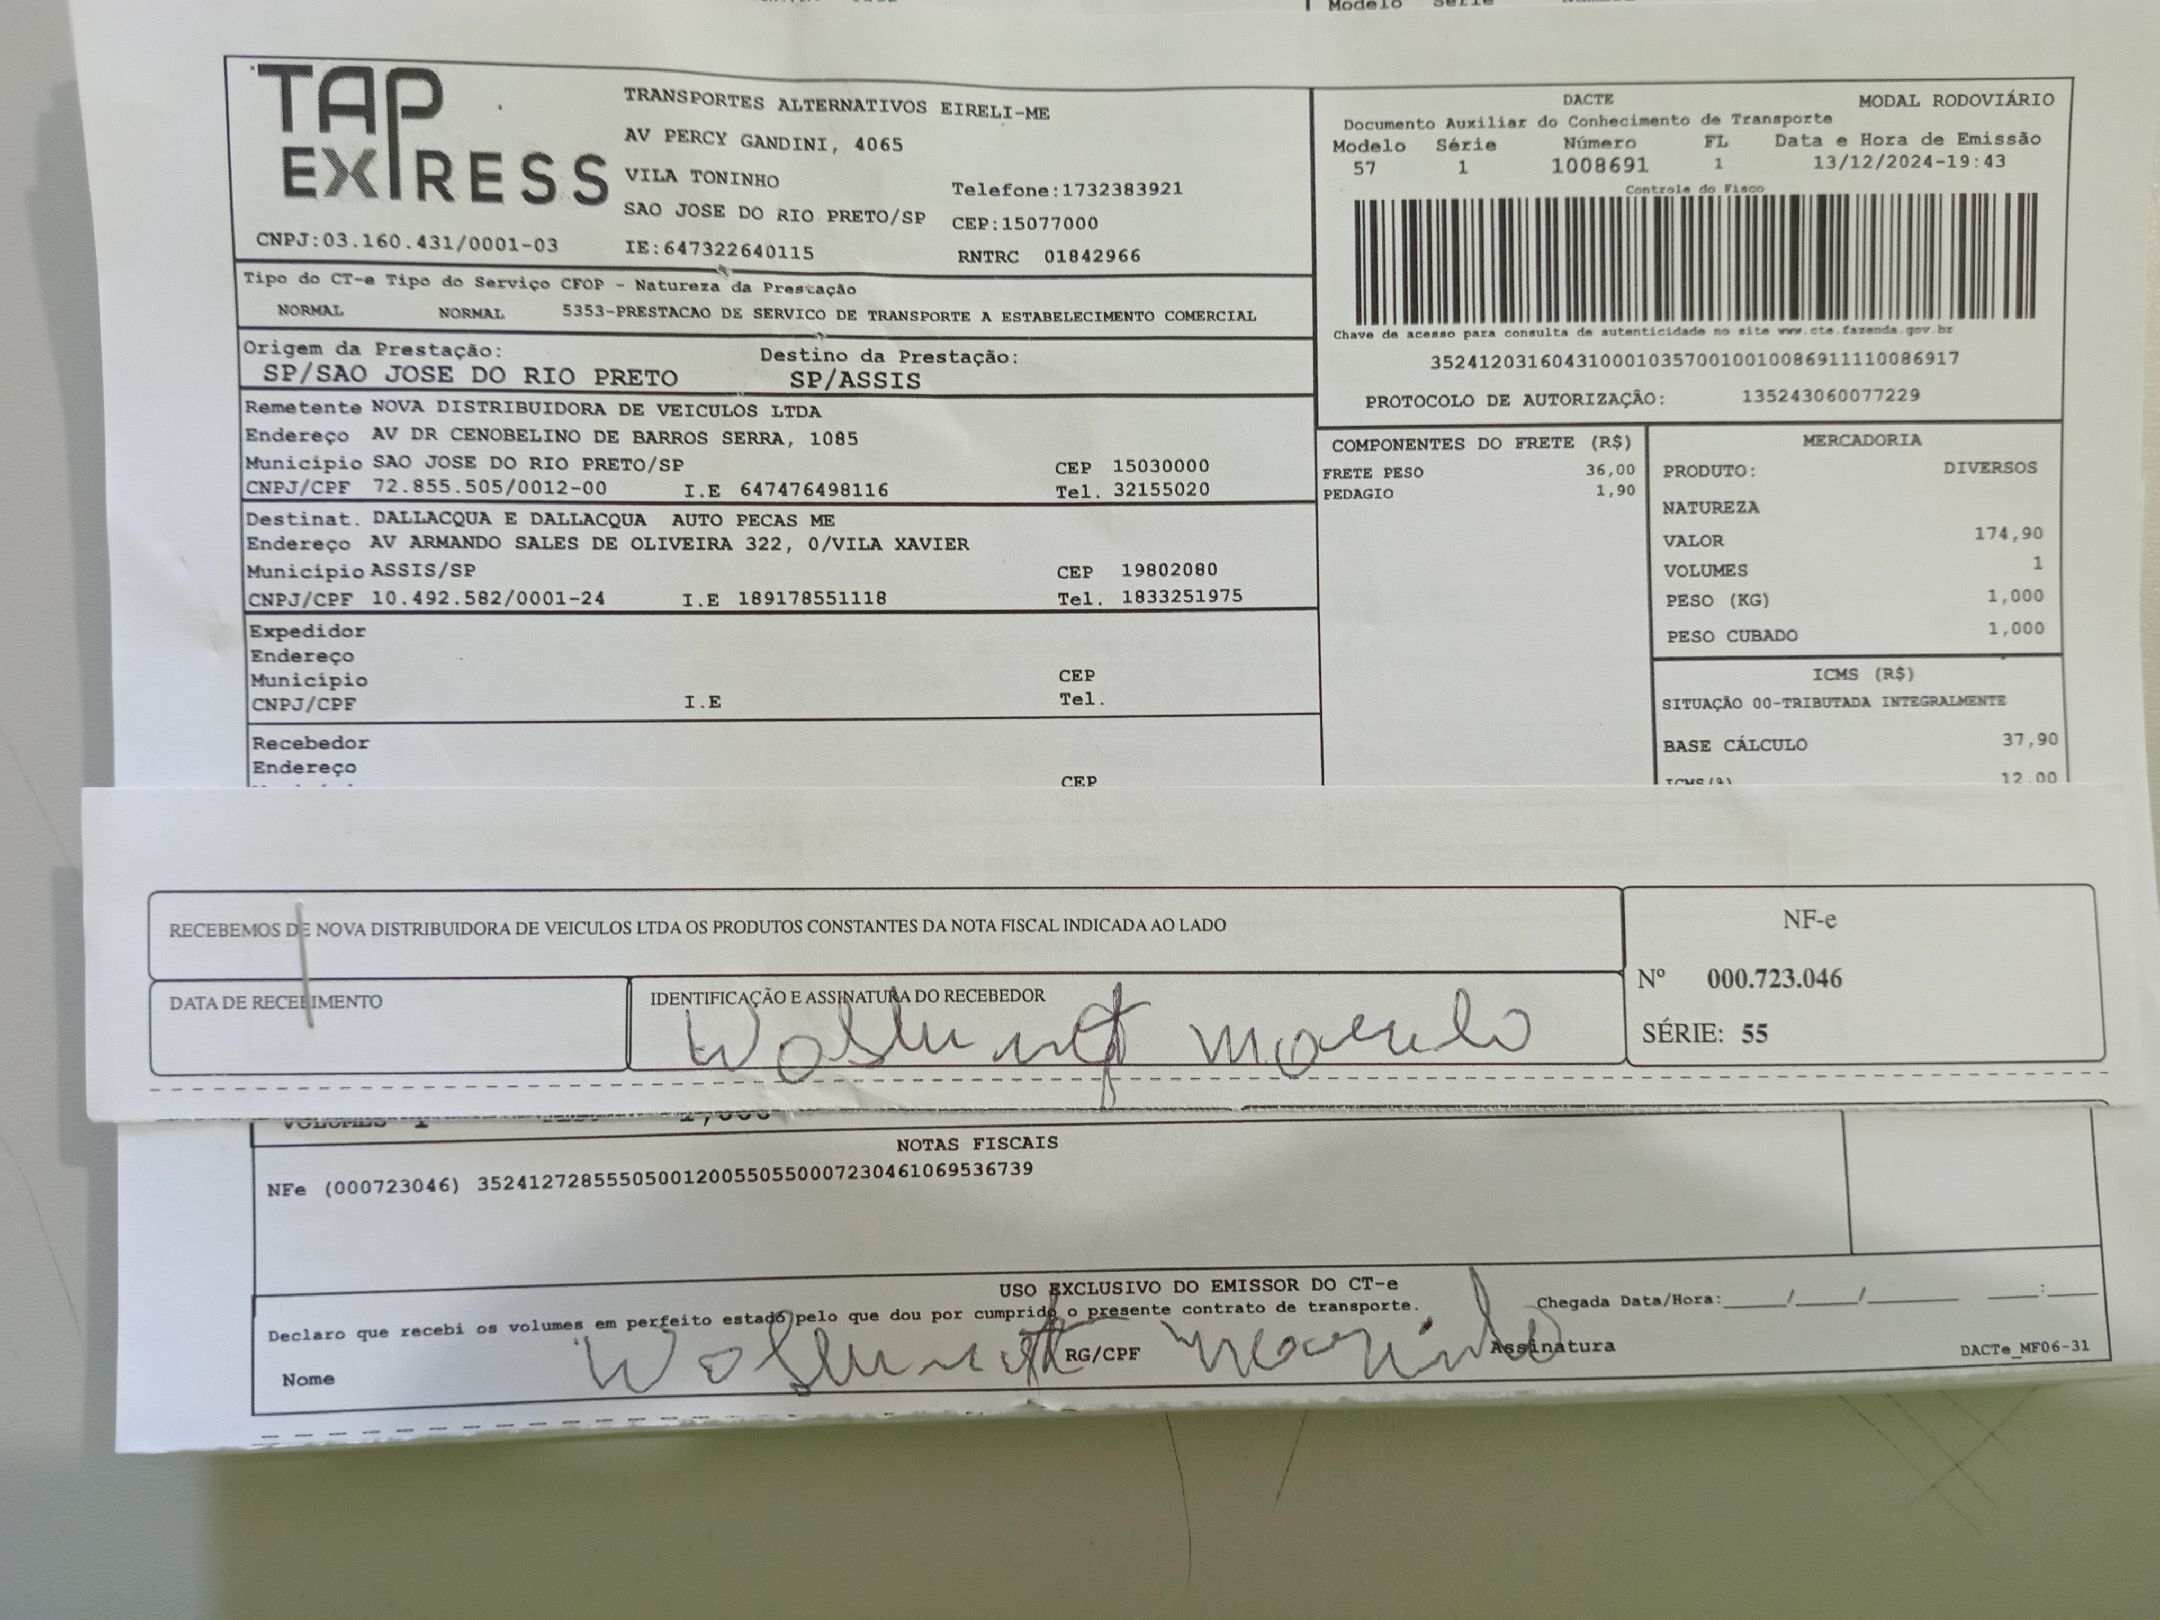 TAP
EXPRESS
TRANSPORTES ALTERNATIVOS EIRELI-ME
AV PERCY GANDINI, 4065
VILA TONINHO
Telefone:1732383921
SAO JOSE DO RIO PRETO/SP CEP:15077000
CNPJ:03.160.431/0001-03 IE:647322640115 RNTRC 01842966
DACTE MODAL RODOVIÁRIO
Documento Auxiliar do Conhecimento de Transporte
Modelo Série Número FL Data e Hora de Emissão
57 1 1008691 1 13/12/2024-19:43
Controle do Fisco
Chave de acesso para consulta de autenticidade no site www.cte.fazenda.gov.br
35241203160431000103570010010086911110086917
PROTOCOLO DE AUTORIZAÇÃO: 135243060077229
Tipo do CT-e Tipo do Serviço CFOP - Natureza da Prestação
NORMAL NORMAL 5353-PRESTACAO DE SERVICO DE TRANSPORTE A ESTABELECIMENTO COMERCIAL
Origem da Prestação: Destino da Prestação:
SP/SAO JOSE DO RIO PRETO SP/ASSIS
Remetente NOVA DISTRIBUIDORA DE VEICULOS LTDA
Endereço AV DR CENOBELINO DE BARROS SERRA, 1085
Município SAO JOSE DO RIO PRETO/SP CEP 15030000
CNPJ/CPF 72.855.505/0012-00 I.E 647476498116 Tel. 32155020
Destinat. DALLACQUA E DALLACQUA AUTO PECAS ME
Endereço AV ARMANDO SALES DE OLIVEIRA 322, 0/VILA XAVIER
Município ASSIS/SP CEP 19802080
CNPJ/CPF 10.492.582/0001-24 I.E 189178551118 Tel. 1833251975
Expedidor
Endereço
Município CEP
CNPJ/CPF I.E Tel.
Recebedor
Endereço
CEP
COMPONENTES DO FRETE (R$)
FRETE PESO 36,00
PEDAGIO 1,90
MERCADORIA
PRODUTO: DIVERSOS
NATUREZA
VALOR 174,90
VOLUMES 1
PESO (KG) 1,000
PESO CUBADO 1,000
ICMS (R$)
SITUAÇÃO 00-TRIBUTADA INTEGRALMENTE
BASE CÁLCULO 37,90
12,00
RECEBEMOS DE NOVA DISTRIBUIDORA DE VEICULOS LTDA OS PRODUTOS CONSTANTES DA NOTA FISCAL INDICADA AO LADO
DATA DE RECEBIMENTO
IDENTIFICAÇÃO E ASSINATURA DO RECEBEDOR
NF-e
Nº 000.723.046
SÉRIE: 55
VOLUMES 1
NOTAS FISCAIS
NFe (000723046) 35241272855505001200550550007230461069536739
USO EXCLUSIVO DO EMISSOR DO CT-e
Declaro que recebi os volumes em perfeito estado pelo que dou por cumprido o presente contrato de transporte.
Chegada Data/Hora:____/____/______ ____:____
Nome RG/CPF Assinatura
DACTe_MF06-31